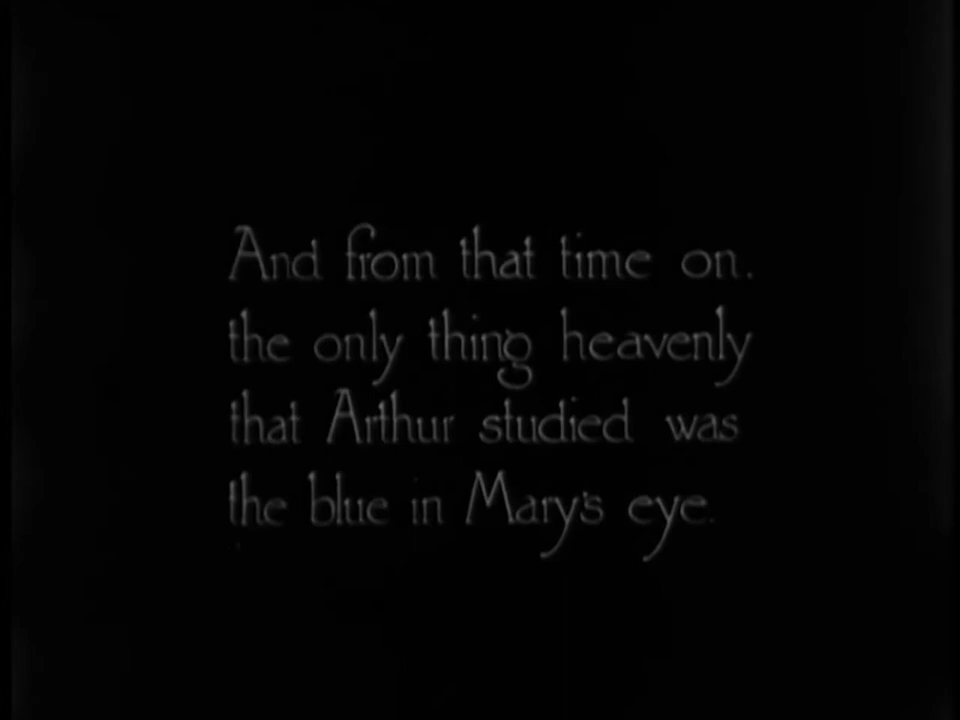 And from that time on.
the only thing heavenly
that Arthur studied was
the blue in Mary's eye.